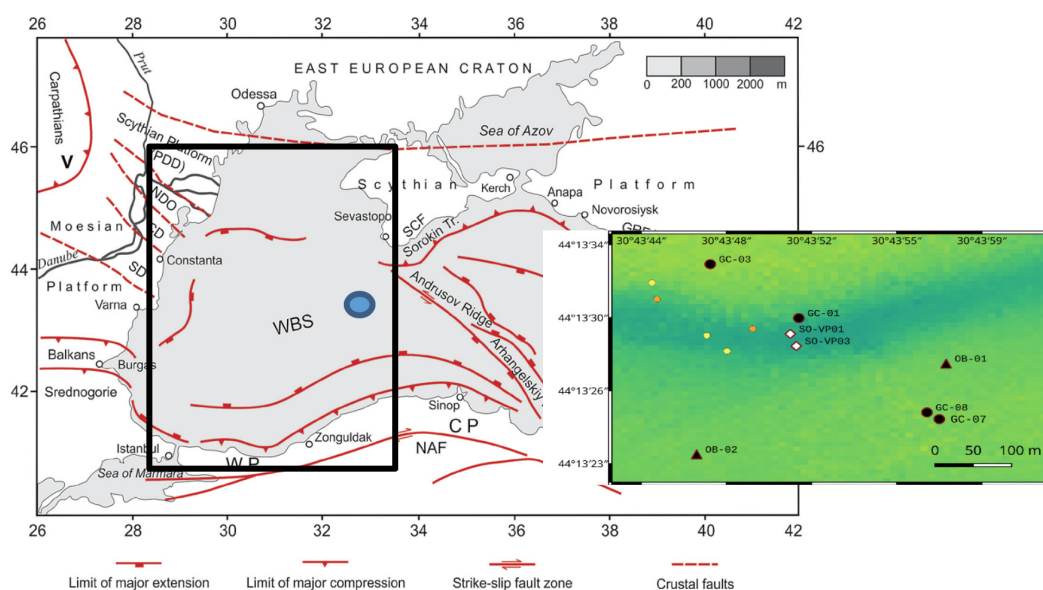 26 28 30 32 34 36 38 40 42
EAST EUROPEAN CRATON
0 200 1000 2000 m
Prut
Carpathians
Odessa
Sea of Azov
46 46
Scythian Platform
(PDD)
V
NDO
Scythian Platform
Kerch
Anapa
Novorosiysk
Moesian
Sevastopo
SCF
Sorokin Tr.
Danube
Constanta
44
Platform
Varna
Andrusov Ridge
WBS
Arhangelskiy
Balkans
Burgas
42
Srednogorie
Sinop
CP
Istanbul
Zonguldak
NAF
WP
Sea of Marmara
26 28 30 32 34 36 38 40 42
Limit of major extension
Limit of major compression
Strike-slip fault zone
Crustal faults
30°43'44" 30°43'48" 30°43'52" 30°43'55" 30°43'59"
44°13'34"
GC-03
44°13'30"
GC-01
SO-VP01
SO-VP03
OB-01
44°13'26"
GC-08
GC-07
OB-02
44°13'23"
0 50 100 m